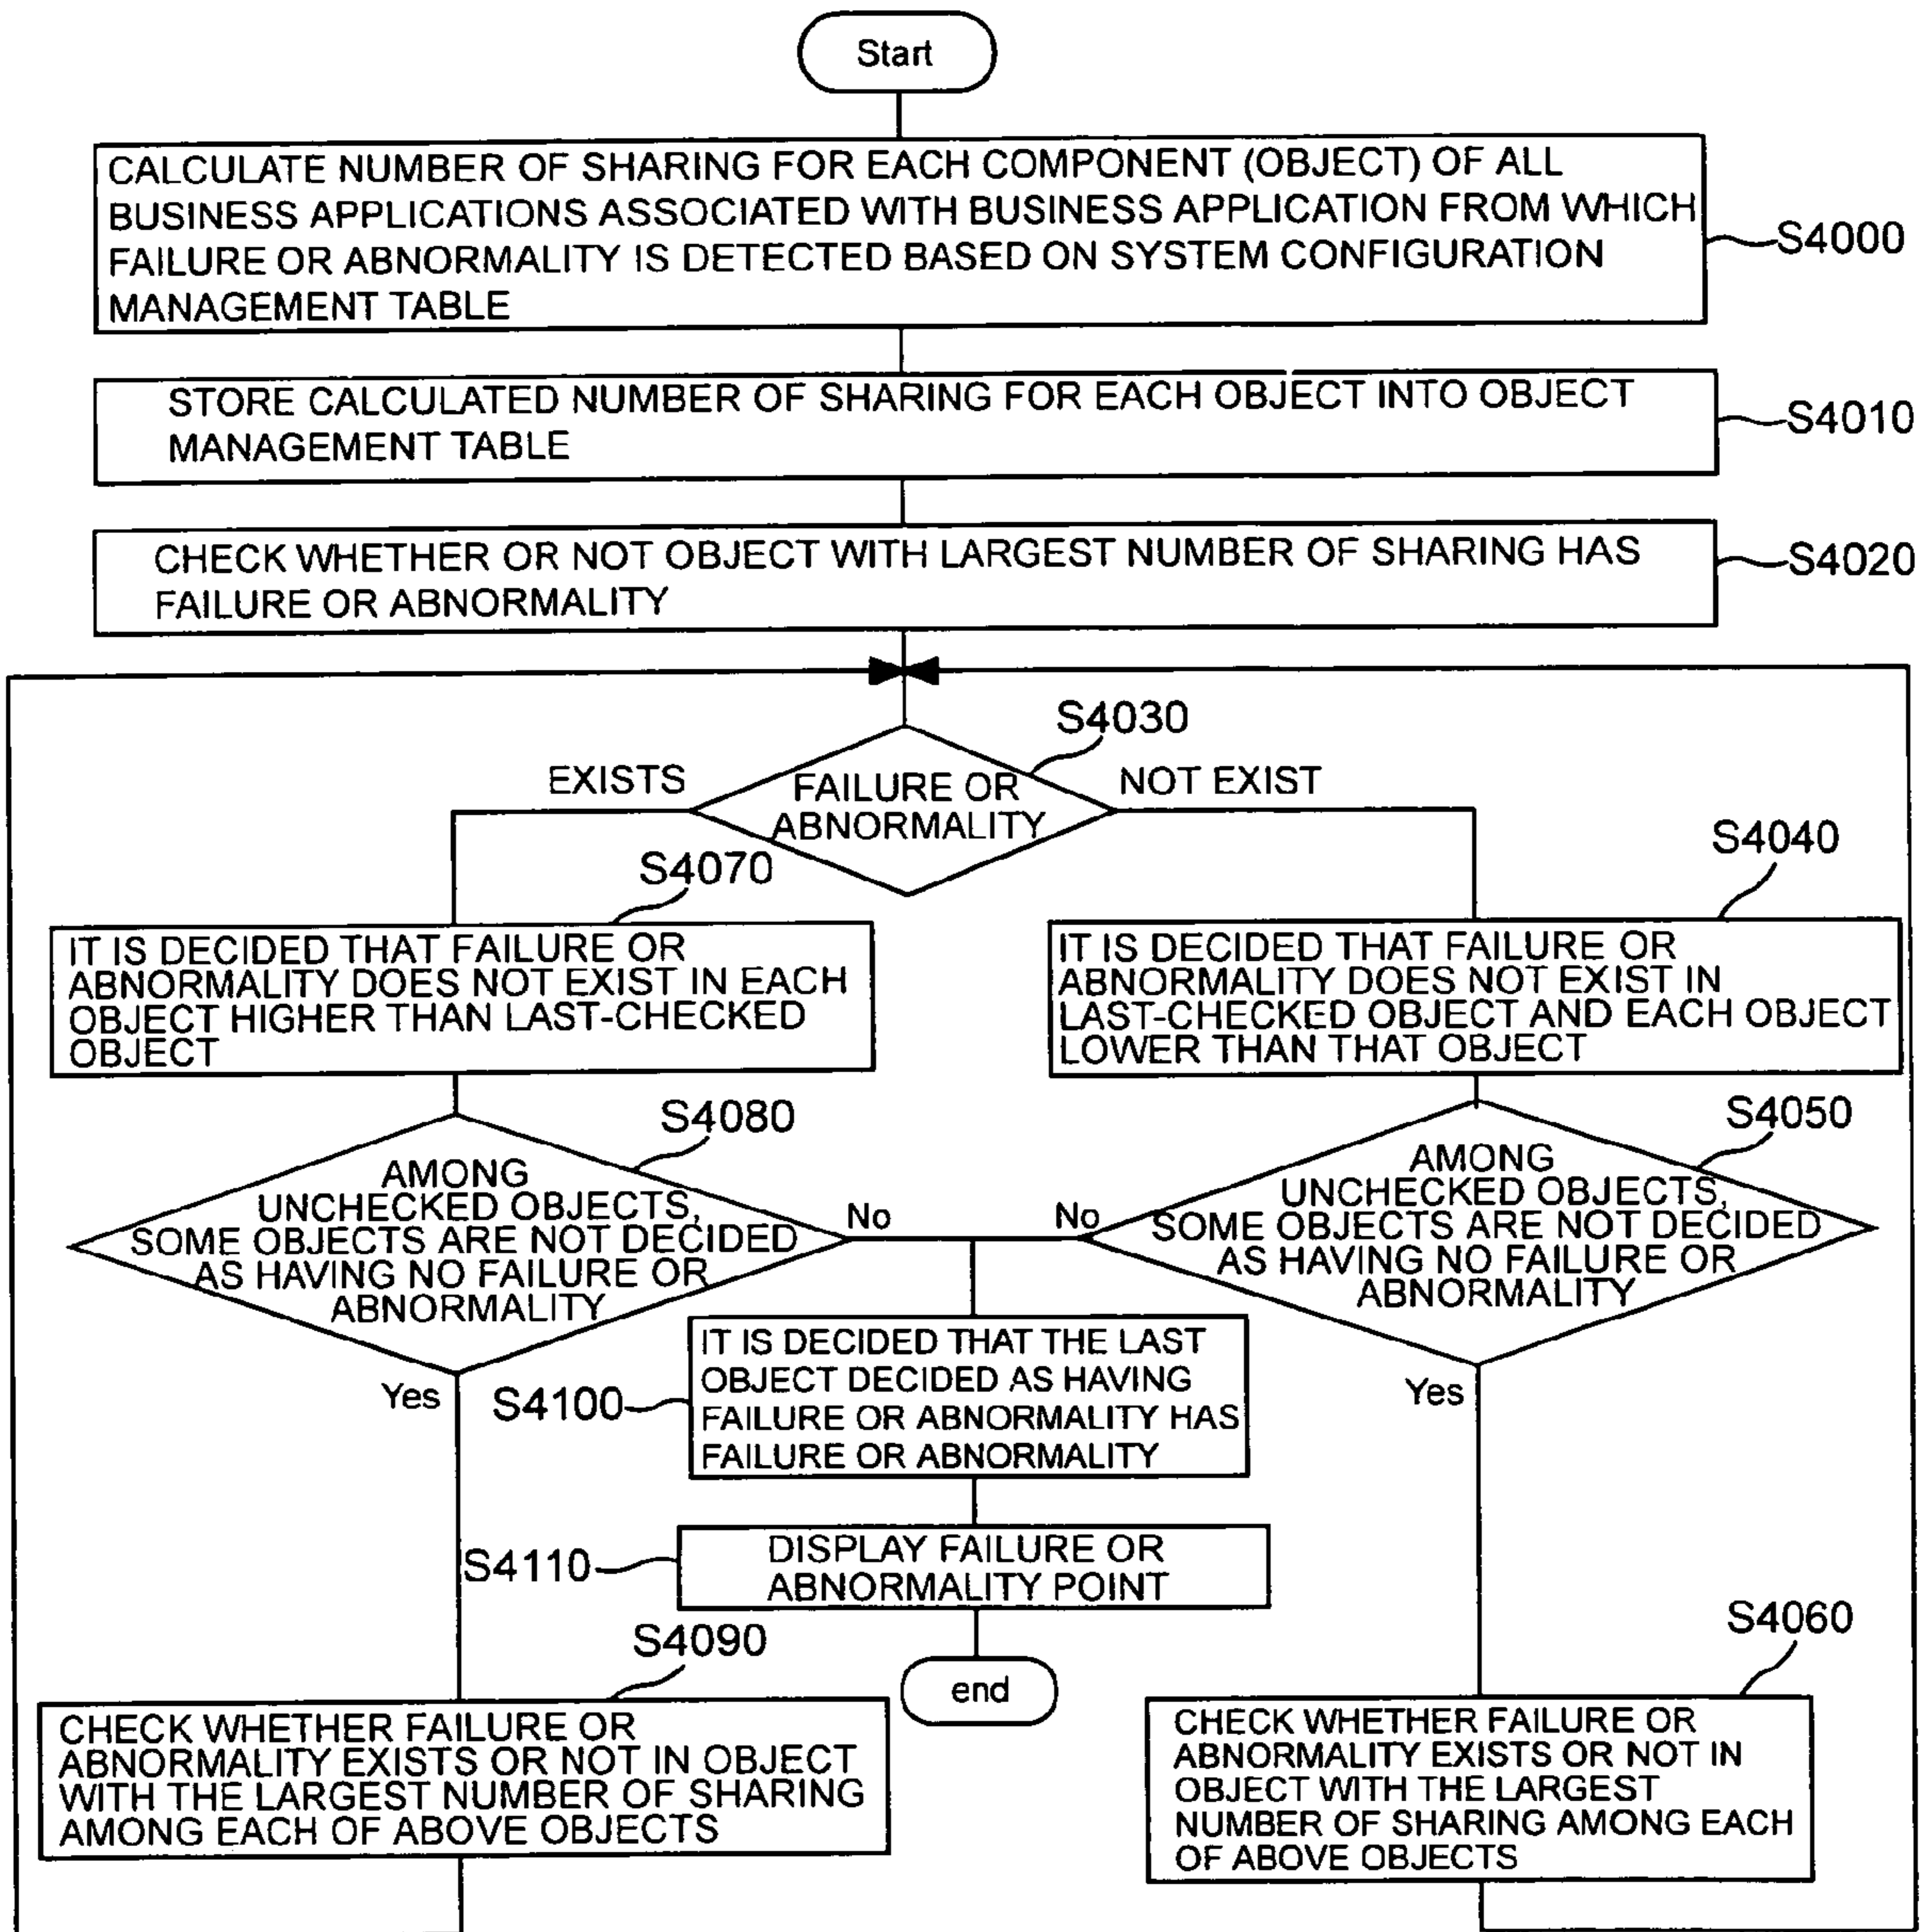 Start
CALCULATE NUMBER OF SHARING FOR EACH COMPONENT (OBJECT) OF ALL
BUSINESS APPLICATIONS ASSOCIATED WITH BUSINESS APPLICATION FROM WHICH
FAILURE OR ABNORMALITY IS DETECTED BASED ON SYSTEM CONFIGURATION
MANAGEMENT TABLE
S4000
STORE CALCULATED NUMBER OF SHARING FOR EACH OBJECT INTO OBJECT
MANAGEMENT TABLE
S4010
CHECK WHETHER OR NOT OBJECT WITH LARGEST NUMBER OF SHARING HAS
FAILURE OR ABNORMALITY
S4020
S4030
EXISTS
FAILURE OR
ABNORMALITY
NOT EXIST
S4070
IT IS DECIDED THAT FAILURE OR
ABNORMALITY DOES NOT EXIST IN EACH
OBJECT HIGHER THAN LAST-CHECKED
OBJECT
S4040
IT IS DECIDED THAT FAILURE OR
ABNORMALITY DOES NOT EXIST IN
LAST-CHECKED OBJECT AND EACH OBJECT
LOWER THAN THAT OBJECT
S4080
AMONG
UNCHECKED OBJECTS,
SOME OBJECTS ARE NOT DECIDED
AS HAVING NO FAILURE OR
ABNORMALITY
No
Yes
S4050
AMONG
UNCHECKED OBJECTS,
SOME OBJECTS ARE NOT DECIDED
AS HAVING NO FAILURE OR
ABNORMALITY
No
Yes
S4100
IT IS DECIDED THAT THE LAST
OBJECT DECIDED AS HAVING
FAILURE OR ABNORMALITY HAS
FAILURE OR ABNORMALITY
S4110
DISPLAY FAILURE OR
ABNORMALITY POINT
end
S4090
CHECK WHETHER FAILURE OR
ABNORMALITY EXISTS OR NOT IN OBJECT
WITH THE LARGEST NUMBER OF SHARING
AMONG EACH OF ABOVE OBJECTS
S4060
CHECK WHETHER FAILURE OR
ABNORMALITY EXISTS OR NOT IN
OBJECT WITH THE LARGEST
NUMBER OF SHARING AMONG EACH
OF ABOVE OBJECTS